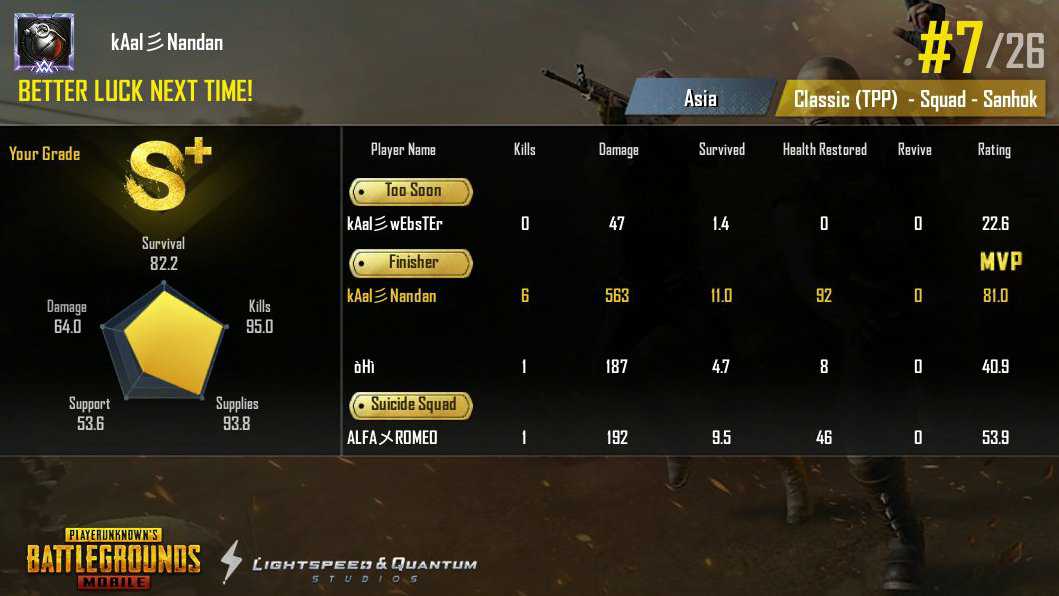 kAal彡Nandan
#7/26
BETTER LUCK NEXT TIME!
Asia
Classic (TPP) - Squad - Sanhok
Your Grade
S+
Survival
82.2
Damage
64.0
Kills
95.0
Support
53.6
Supplies
93.8
Player Name Kills Damage Survived Health Restored Revive Rating
Too Soon
kAal彡wEbsTEr 0 47 1.4 0 0 22.6
Finisher
MVP
kAal彡Nandan 6 563 11.0 92 0 81.0
òHì 1 187 4.7 8 0 40.9
Suicide Squad
ALFAメROMEO 1 192 9.5 46 0 53.9
PLAYERUNKNOWN'S
BATTLEGROUNDS
MOBILE
LIGHTSPEED & QUANTUM
STUDIOS